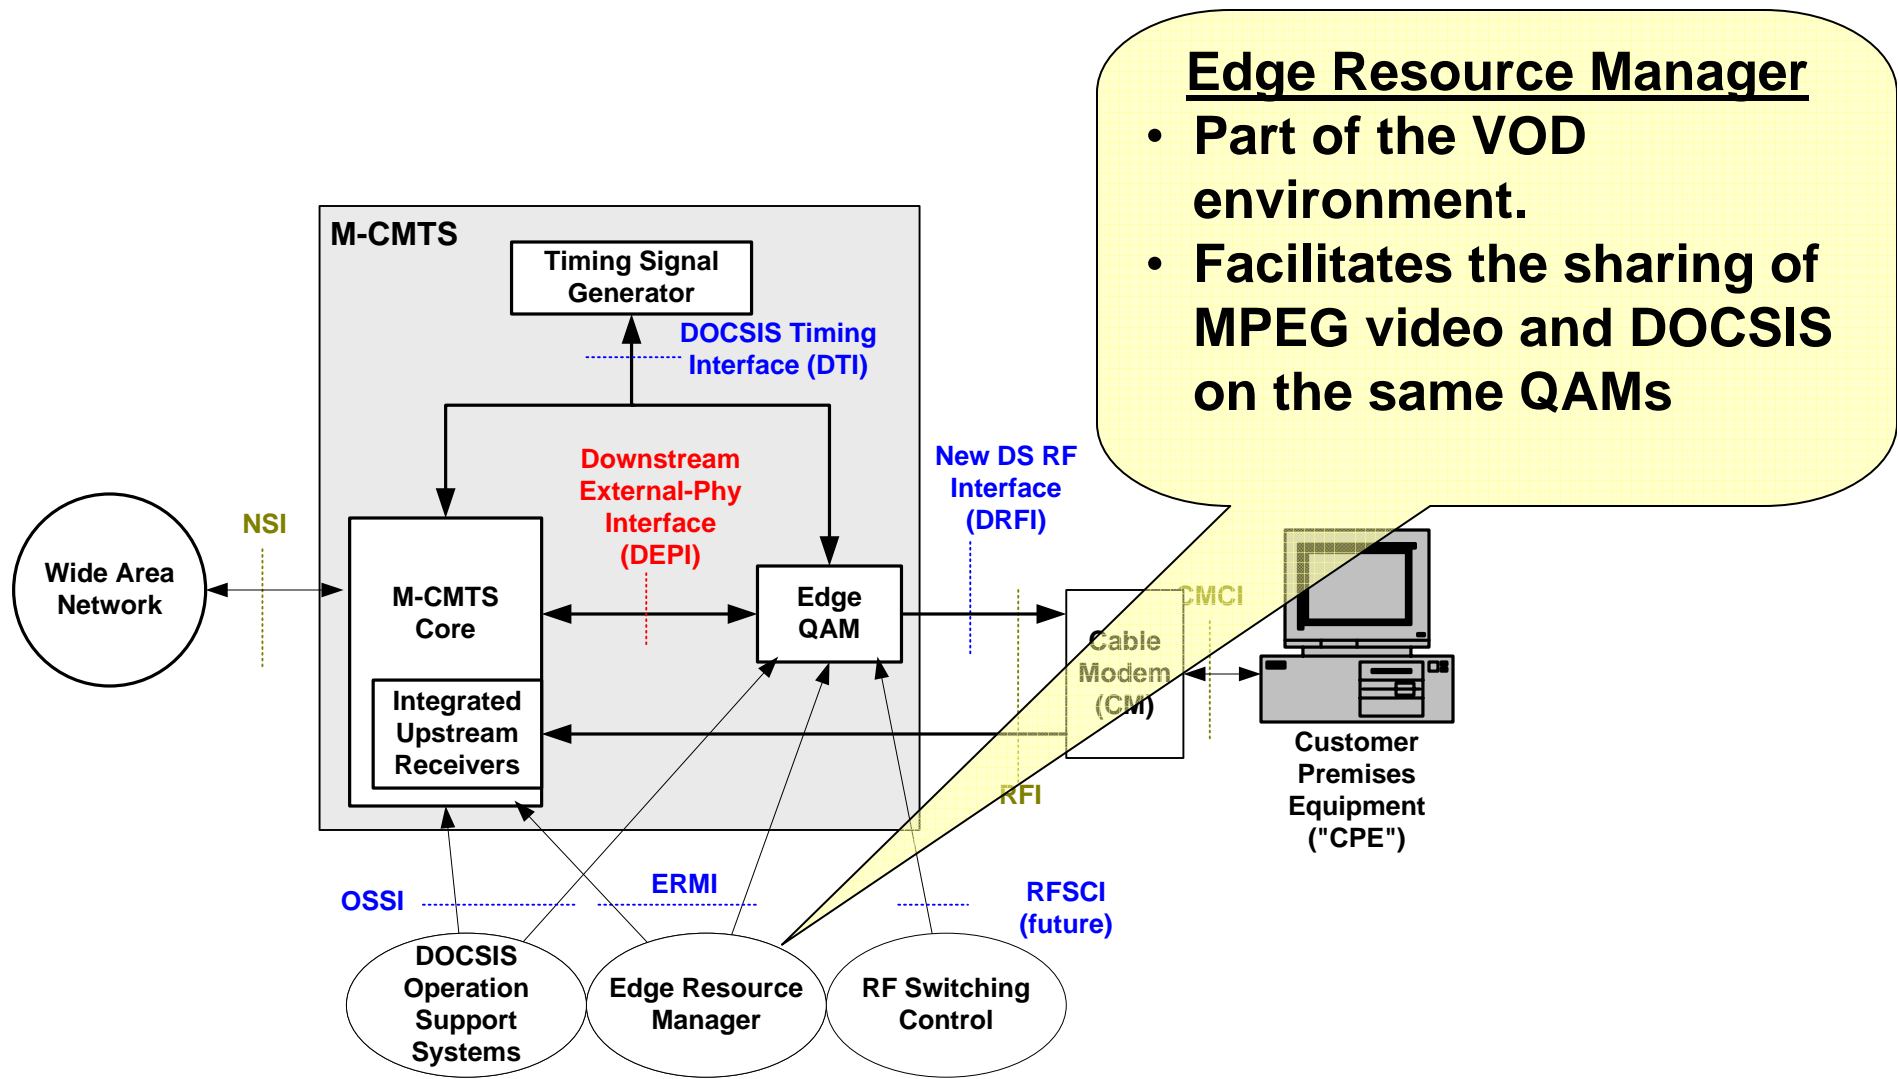 Edge Resource Manager
• Part of the VOD
environment.
• Facilitates the sharing of
MPEG video and DOCSIS
on the same QAMs
M-CMTS
Timing Signal
Generator
DOCSIS Timing
Interface (DTI)
Downstream
External-Phy
Interface
(DEPI)
New DS RF
Interface
(DRFI)
NSI
Wide Area
Network
M-CMTS
Core
Edge
QAM
CMCI
Cable
Modem
(CM)
Integrated
Upstream
Receivers
RFI
Customer
Premises
Equipment
("CPE")
OSSI
ERMI
RFSCI
(future)
DOCSIS
Operation
Support
Systems
Edge Resource
Manager
RF Switching
Control